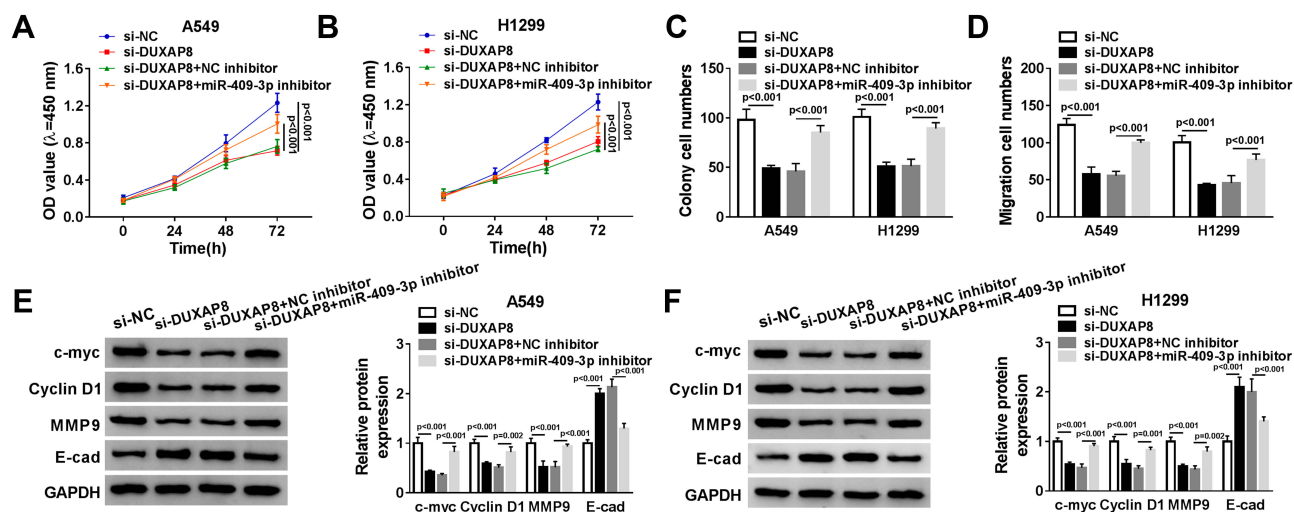 A
A549
si-NC
si-DUXAP8
si-DUXAP8+NC inhibitor
si-DUXAP8+miR-409-3p inhibitor
OD value (λ=450 nm)
1.6
1.2
0.8
0.4
0.0
0 24 48 72
Time(h)
p<0.001
p<0.001
B
H1299
si-NC
si-DUXAP8
si-DUXAP8+NC inhibitor
si-DUXAP8+miR-409-3p inhibitor
OD value (λ=450 nm)
1.6
1.2
0.8
0.4
0.0
0 24 48 72
Time(h)
p<0.001
p<0.001
C
si-NC
si-DUXAP8
si-DUXAP8+NC inhibitor
si-DUXAP8+miR-409-3p inhibitor
Colony cell numbers
150
100
50
0
p<0.001 p<0.001 p<0.001 p<0.001
A549 H1299
D
si-NC
si-DUXAP8
si-DUXAP8+NC inhibitor
si-DUXAP8+miR-409-3p inhibitor
Migration cell numbers
200
150
100
50
0
p<0.001 p<0.001 p<0.001 p<0.001
A549 H1299
E
si-NC
si-DUXAP8
si-DUXAP8+NC inhibitor
si-DUXAP8+miR-409-3p inhibitor
c-myc
Cyclin D1
MMP9
E-cad
GAPDH
A549
si-NC
si-DUXAP8
si-DUXAP8+NC inhibitor
si-DUXAP8+miR-409-3p inhibitor
Relative protein
expression
3
2
1
0
p<0.001 p<0.001 p<0.001 p=0.002 p<0.001 p<0.001 p<0.001 p<0.001
c-myc Cyclin D1 MMP9 E-cad
F
si-NC
si-DUXAP8
si-DUXAP8+NC inhibitor
si-DUXAP8+miR-409-3p inhibitor
c-myc
Cyclin D1
MMP9
E-cad
GAPDH
H1299
si-NC
si-DUXAP8
si-DUXAP8+NC inhibitor
si-DUXAP8+miR-409-3p inhibitor
Relative protein
expression
3
2
1
0
p<0.001 p<0.001 p<0.001 p<0.001 p<0.001 p=0.002 p<0.001 p<0.001
c-myc Cyclin D1 MMP9 E-cad